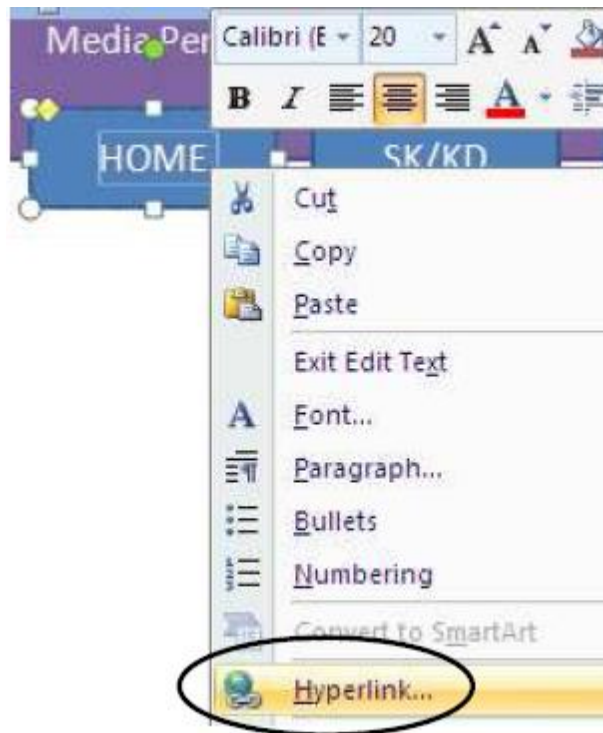 Media Per
Calibri (E 20 A A
B I A
HOME SK/KD
Cut
Copy
Paste
Exit Edit Text
Font...
Paragraph...
Bullets
Numbering
Convert to SmartArt
Hyperlink...